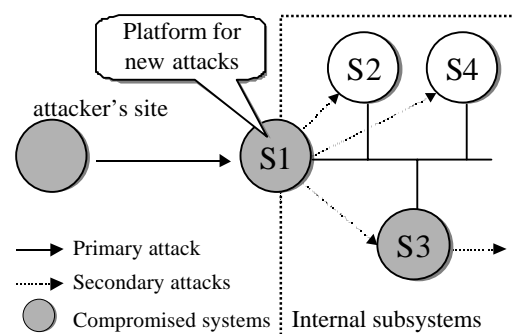 Platform for
new attacks
attacker's site
S1
S2
S4
S3
Primary attack
Secondary attacks
Compromised systems
Internal subsystems